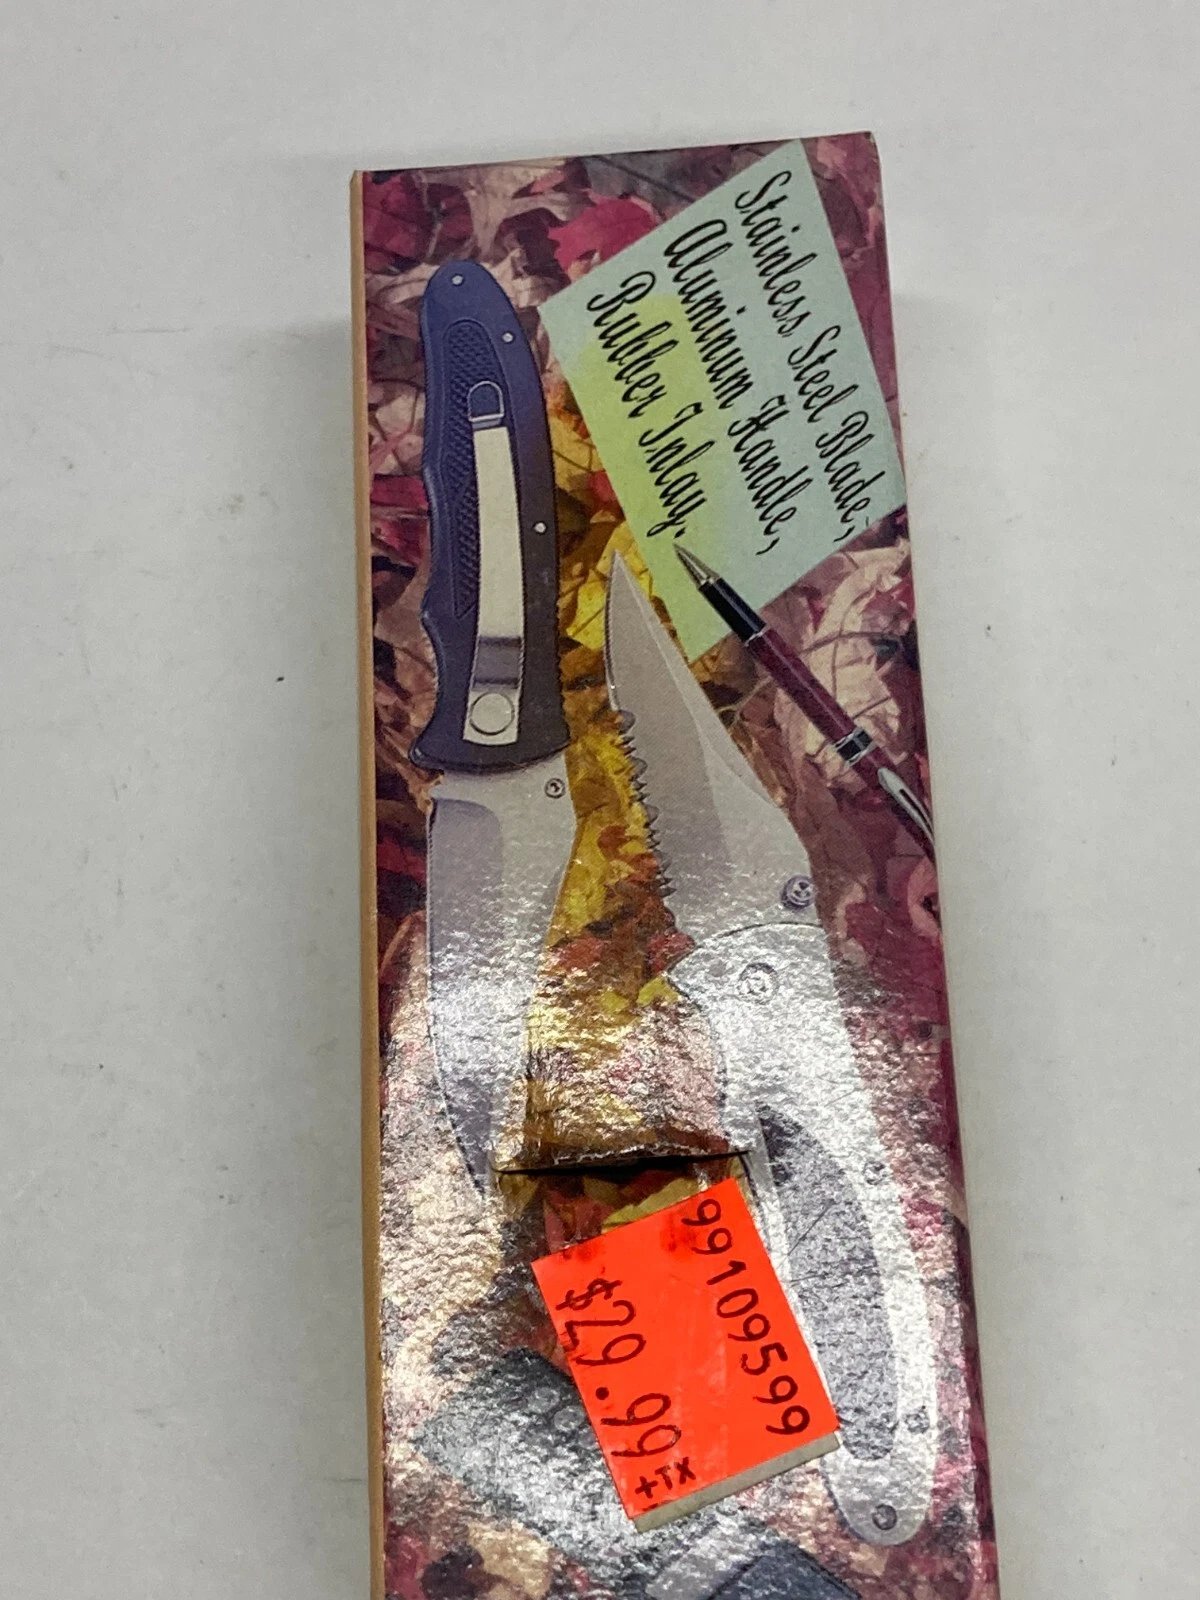 Stainless Steel Blade,
Aluminum Handle,
Rubber Inlay.
99109599
$29.99
+TX